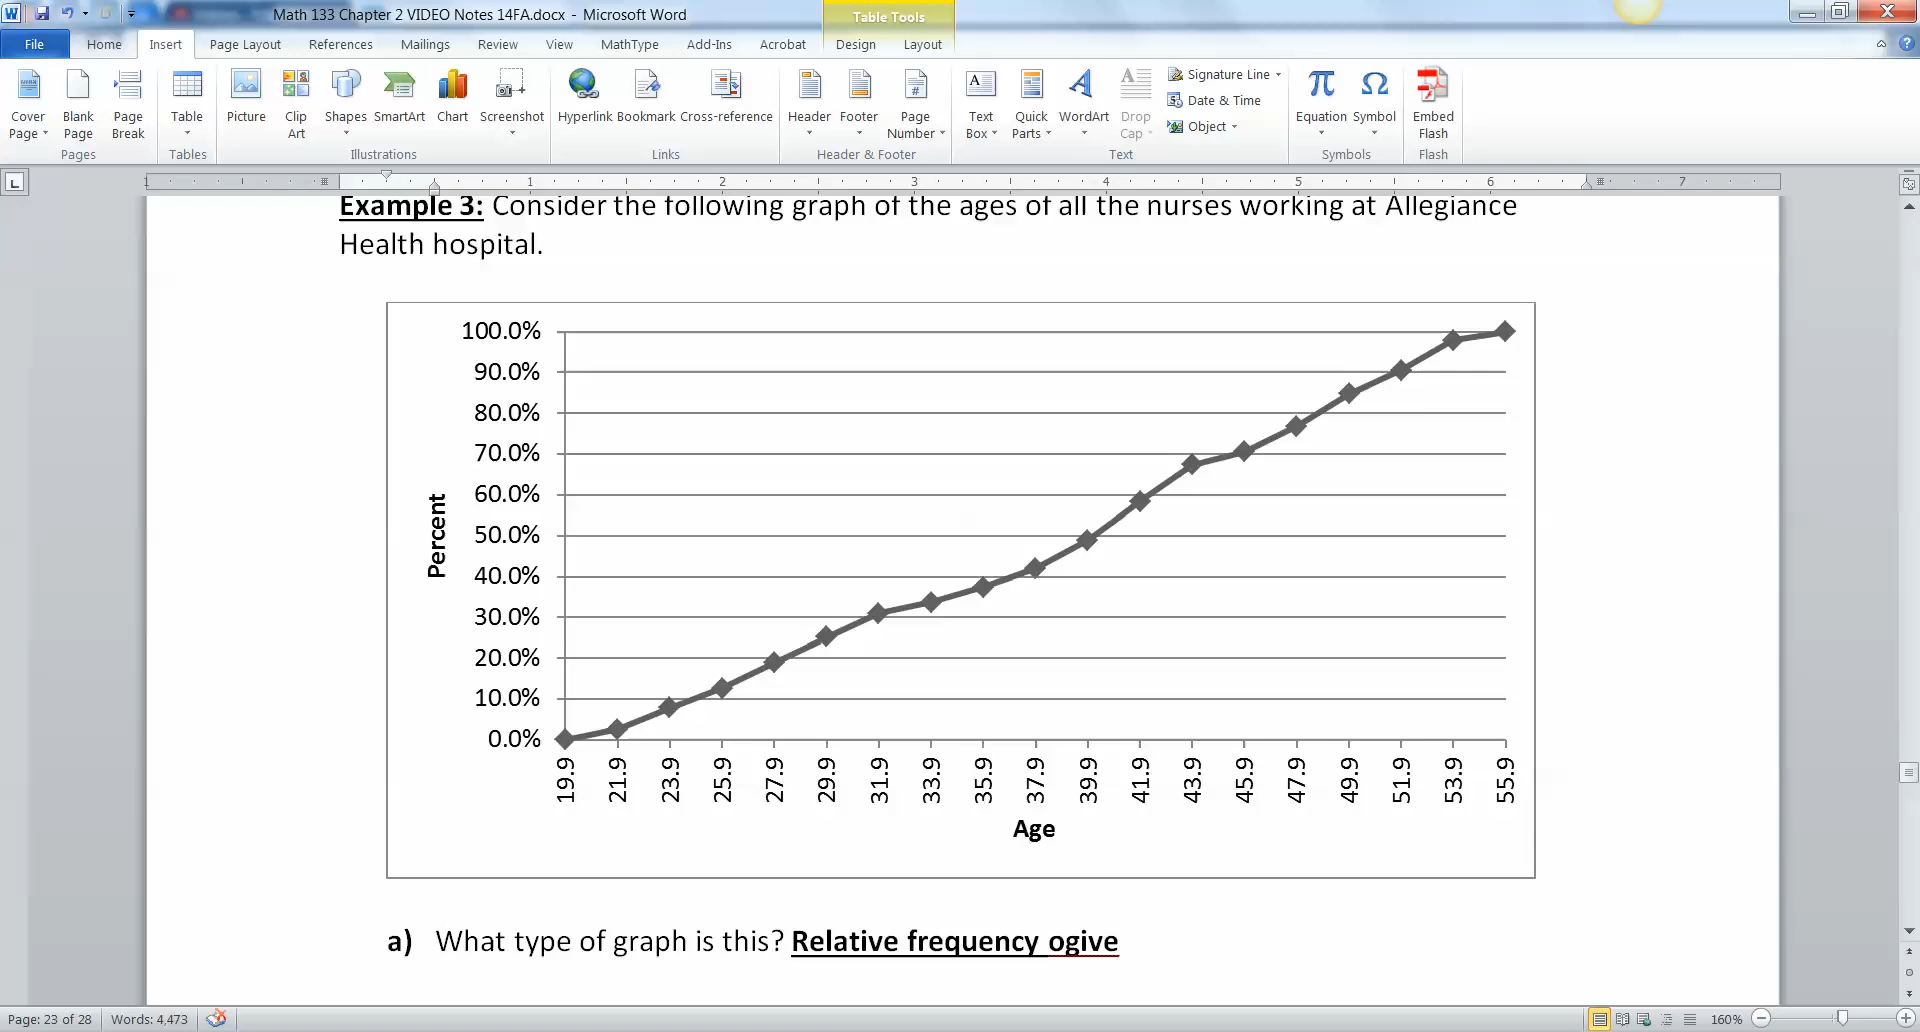 Math 133 Chapter 2 VIDEO Notes 14FA.docx - Microsoft Word
Table Tools
File Home Insert Page Layout References Mailings Review View MathType Add-Ins Acrobat Design Layout
Cover Page
Blank Page
Page Break
Table
Picture
Clip Art
Shapes
SmartArt
Chart
Screenshot
Hyperlink
Bookmark
Cross-reference
Header
Footer
Page Number
Text Box
Quick Parts
WordArt
Drop Cap
Signature Line
Date & Time
Object
π Equation
Ω Symbol
Embed Flash
Pages Tables Illustrations Links Header & Footer Text Symbols Flash
L
1 1 2 3 4 5 6 7
Example 3: Consider the following graph of the ages of all the nurses working at Allegiance
Health hospital.
100.0%
90.0%
80.0%
70.0%
60.0%
50.0%
40.0%
30.0%
20.0%
10.0%
0.0%
Percent
19.9 21.9 23.9 25.9 27.9 29.9 31.9 33.9 35.9 37.9 39.9 41.9 43.9 45.9 47.9 49.9 51.9 53.9 55.9
Age
a) What type of graph is this? Relative frequency ogive
Page: 23 of 28 Words: 4,473 160%